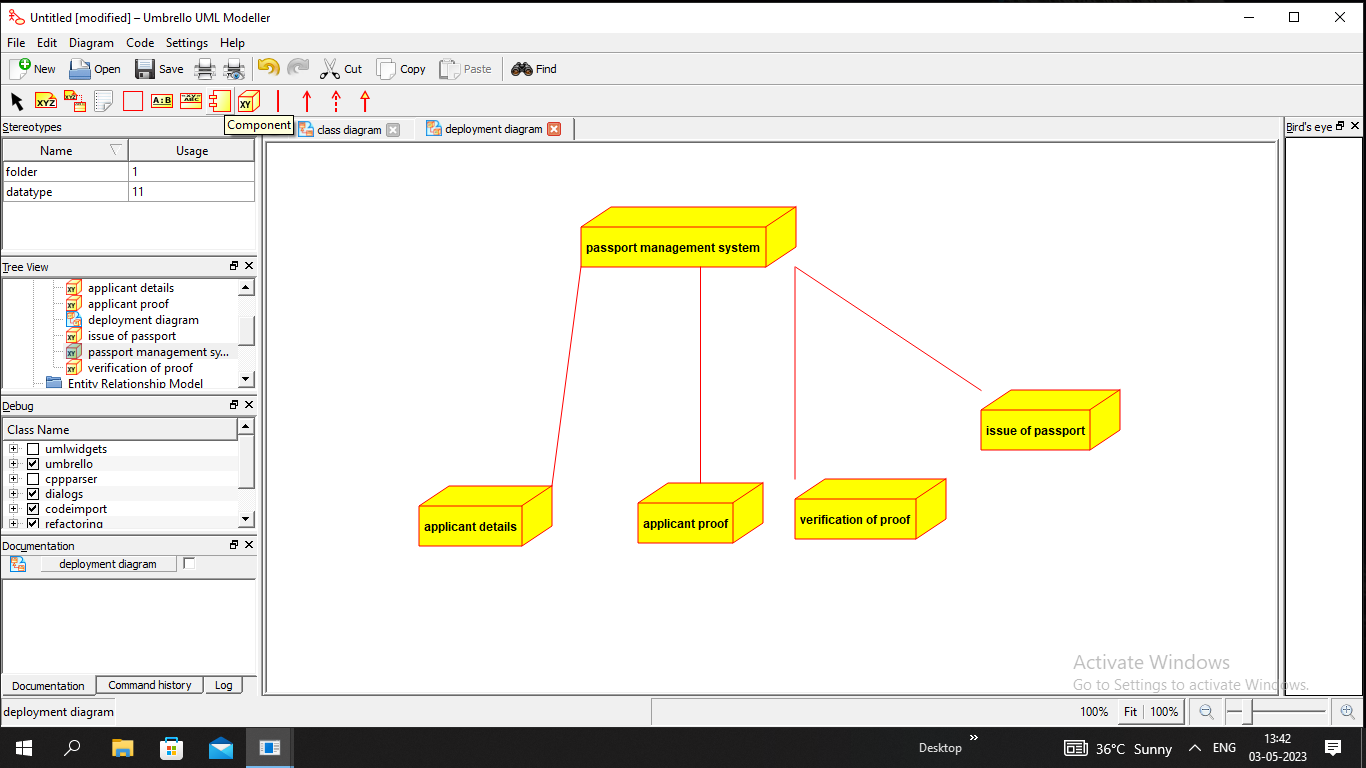 Untitled [modified] – Umbrello UML Modeller
File Edit Diagram Code Settings Help
New Open Save Cut Copy Paste Find
XYZ XYZ A:B XYZ ABC XY
Component
Stereotypes
class diagram deployment diagram
Bird's eye
Name Usage
folder 1
datatype 11
Tree View
applicant details
applicant proof
deployment diagram
issue of passport
passport management sy...
verification of proof
Entity Relationship Model
Debug
Class Name
umlwidgets
umbrello
cppparser
dialogs
codeimport
refactoring
Documentation
deployment diagram
Documentation Command history Log
passport management system
issue of passport
applicant details
applicant proof
verification of proof
Activate Windows
Go to Settings to activate Windows.
deployment diagram
100% Fit 100%
Desktop » 36°C Sunny ENG 13:42
03-05-2023